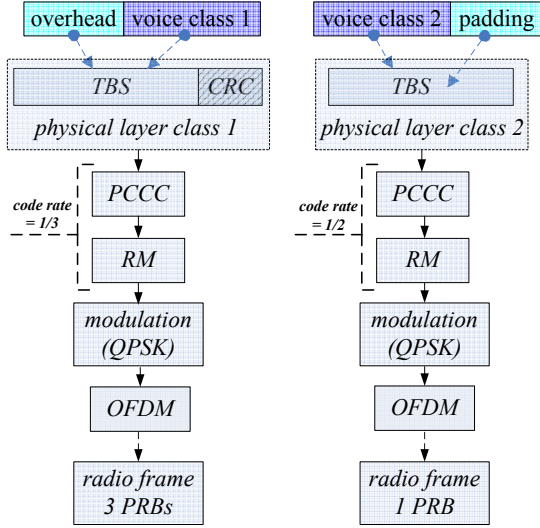 overhead voice class 1
TBS CRC
physical layer class 1
code rate
= 1/3
PCCC
RM
modulation
(QPSK)
OFDM
radio frame
3 PRBs
voice class 2 padding
TBS
physical layer class 2
code rate
= 1/2
PCCC
RM
modulation
(QPSK)
OFDM
radio frame
1 PRB